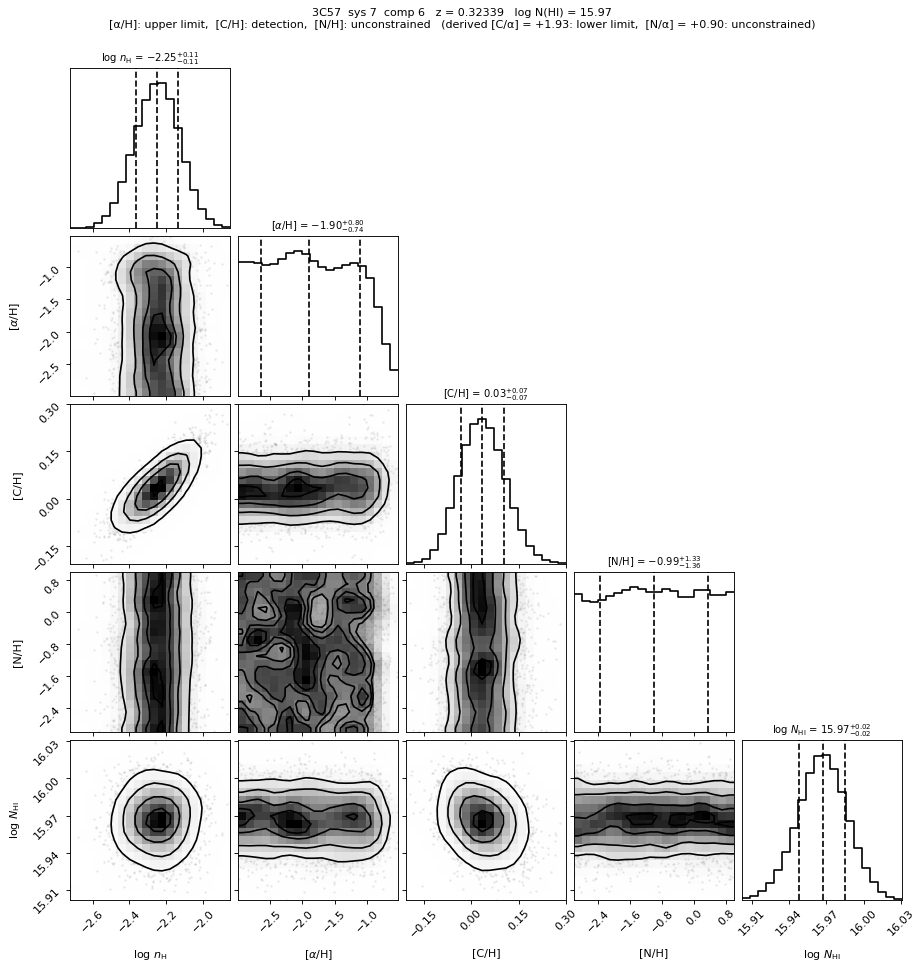 3C57 sys 7 comp 6 z = 0.32339 log N(HI) = 15.97
[α/H]: upper limit, [C/H]: detection, [N/H]: unconstrained (derived [C/α] = +1.93: lower limit, [N/α] = +0.90: unconstrained)
log n_H = −2.25 +0.11 −0.11
[α/H] = −1.90 +0.80 −0.74
[α/H]
−1.0
−1.5
−2.0
−2.5
[C/H] = 0.03 +0.07 −0.07
[C/H]
0.30
0.15
0.00
−0.15
[N/H] = −0.99 +1.33 −1.36
[N/H]
0.8
0.0
−0.8
−1.6
−2.4
log N_HI = 15.97 +0.02 −0.02
log N_HI
16.03
16.00
15.97
15.94
15.91
−2.6 −2.4 −2.2 −2.0
−2.5 −2.0 −1.5 −1.0
−0.15 0.00 0.15 0.30
−2.4 −1.6 −0.8 0.0 0.8
15.91 15.94 15.97 16.00 16.03
log n_H [α/H] [C/H] [N/H] log N_HI